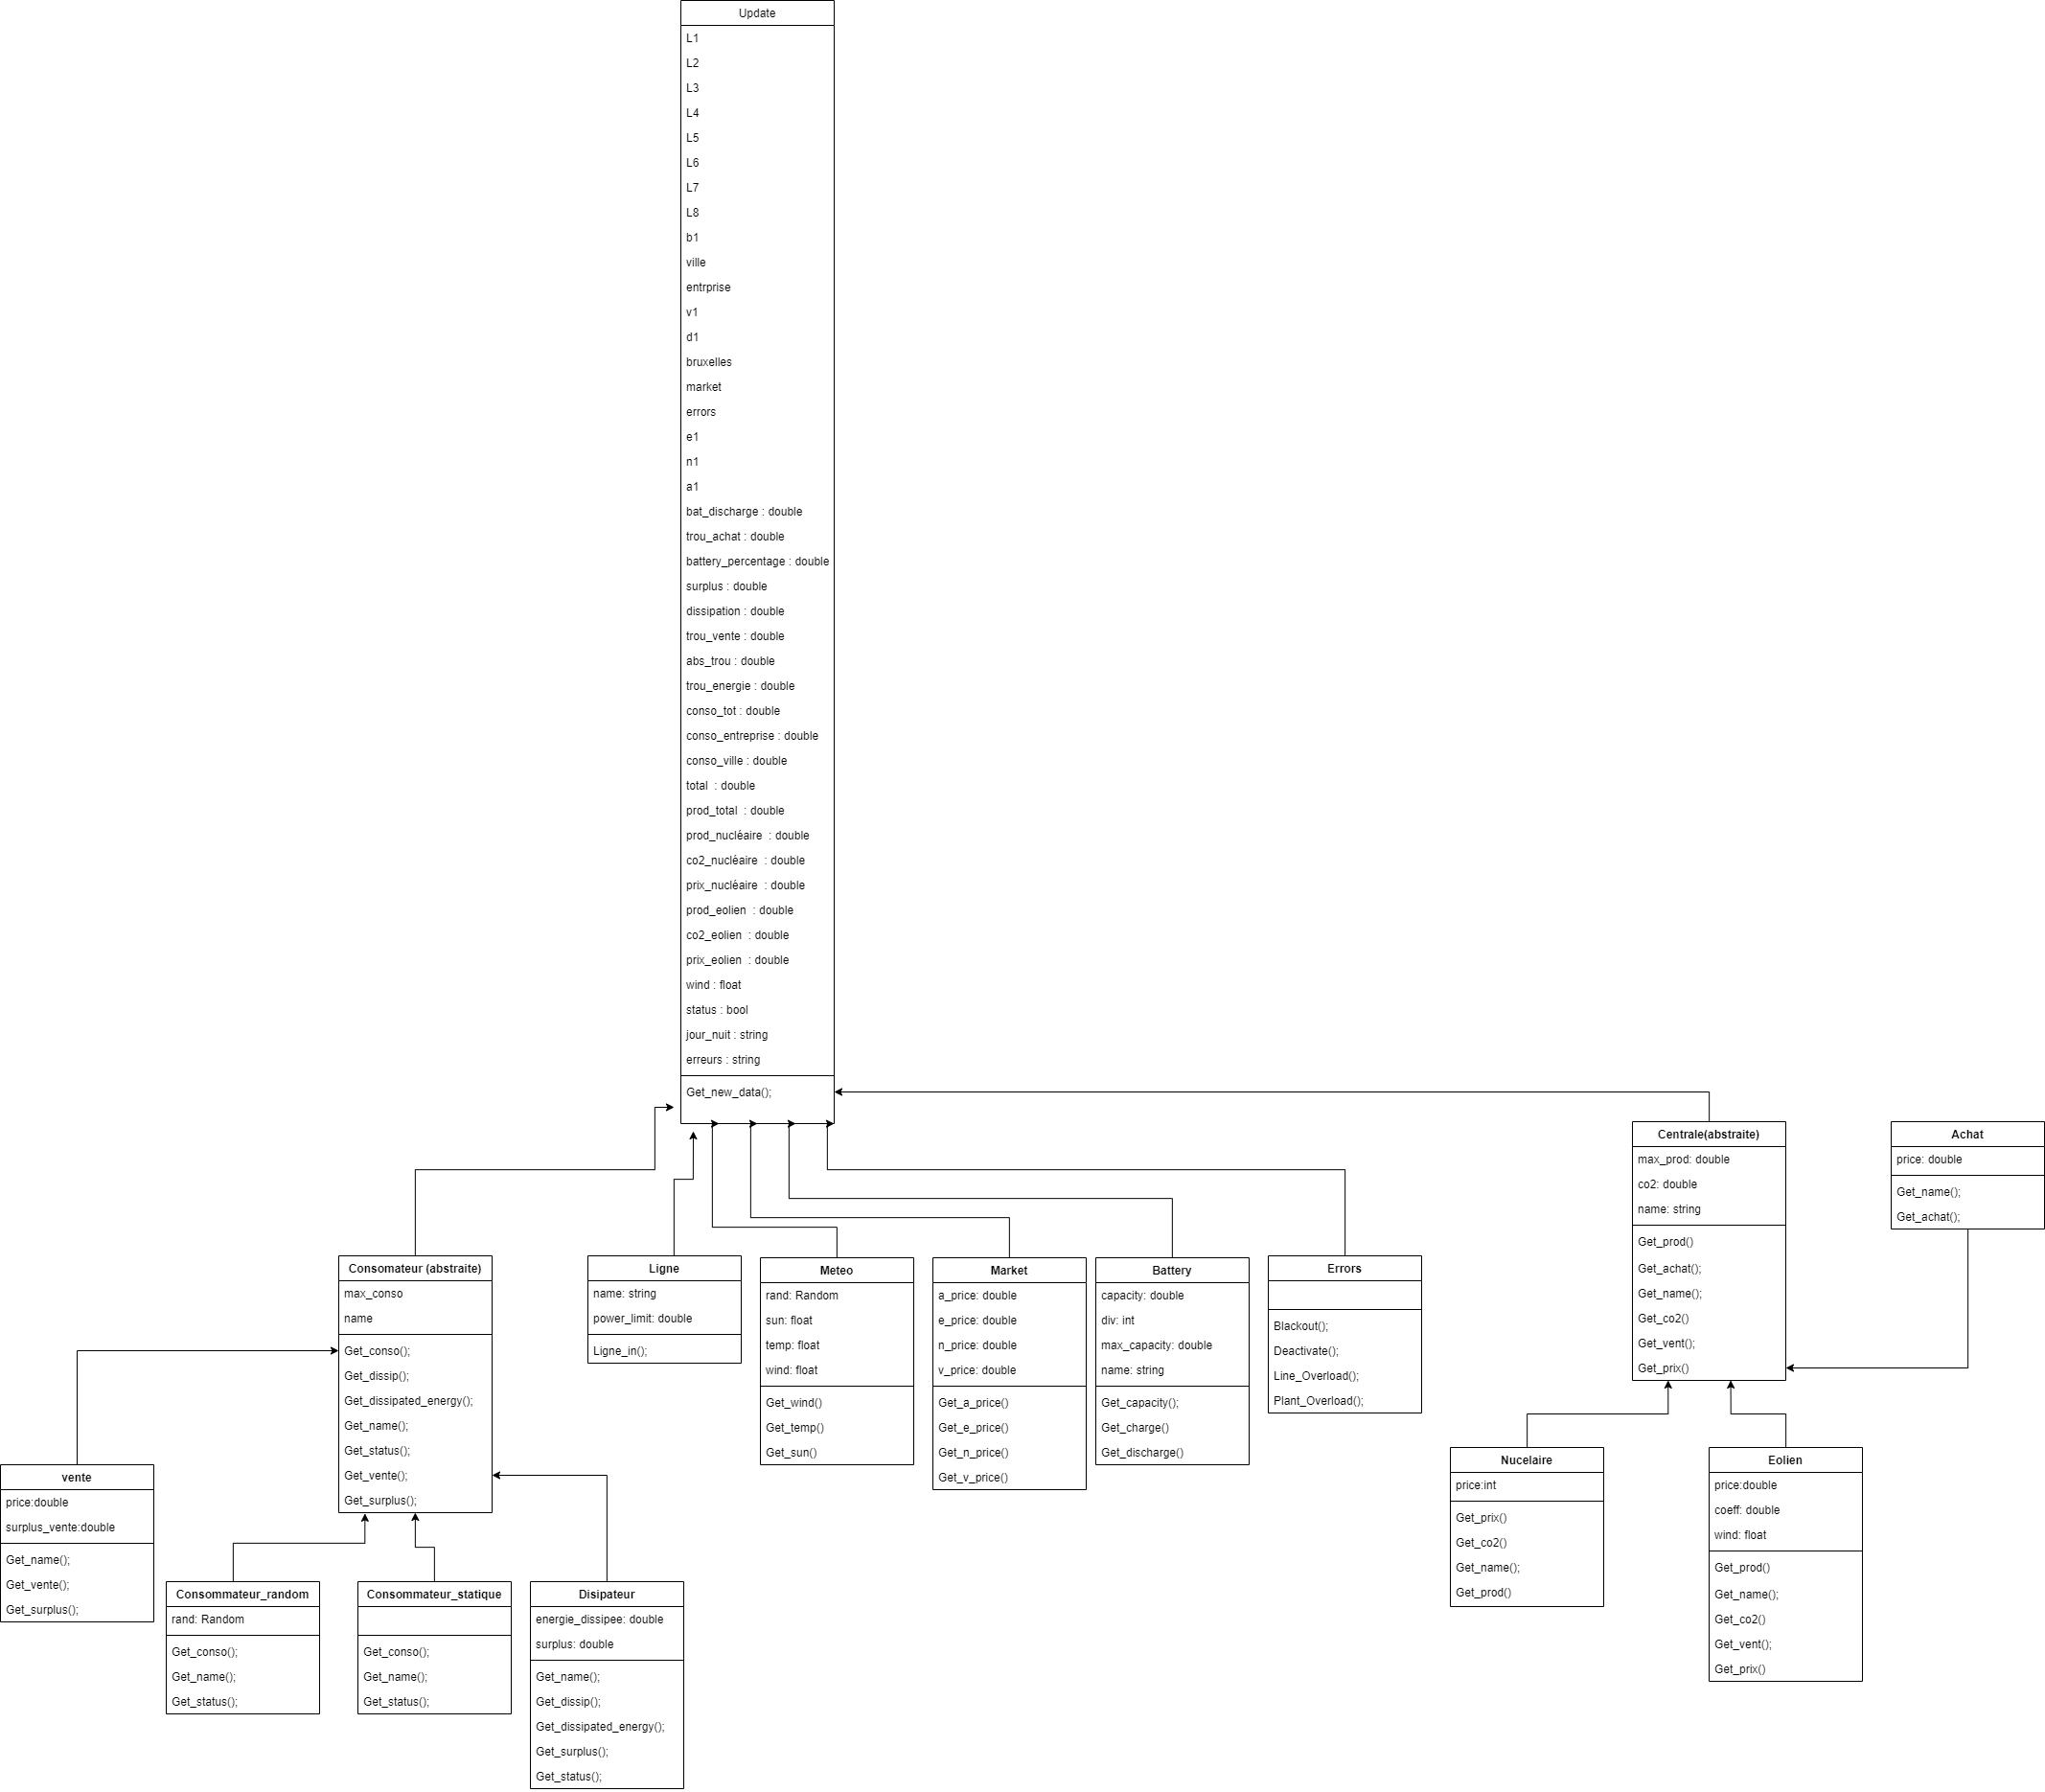 Update
L1
L2
L3
L4
L5
L6
L7
L8
b1
ville
entrprise
v1
d1
bruxelles
market
errors
e1
n1
a1
bat_discharge : double
trou_achat : double
battery_percentage : double
surplus : double
dissipation : double
trou_vente : double
abs_trou : double
trou_energie : double
conso_tot : double
conso_entreprise : double
conso_ville : double
total  : double
prod_total  : double
prod_nucléaire  : double
co2_nucléaire  : double
prix_nucléaire  : double
prod_eolien  : double
co2_eolien  : double
prix_eolien  : double
wind : float
status : bool
jour_nuit : string
erreurs : string
Get_new_data();
Consomateur (abstraite)
max_conso
name
Get_conso();
Get_dissip();
Get_dissipated_energy();
Get_name();
Get_status();
Get_vente();
Get_surplus();
Ligne
name: string
power_limit: double
Ligne_in();
Meteo
rand: Random
sun: float
temp: float
wind: float
Get_wind()
Get_temp()
Get_sun()
Market
a_price: double
e_price: double
n_price: double
v_price: double
Get_a_price()
Get_e_price()
Get_n_price()
Get_v_price()
Battery
capacity: double
div: int
max_capacity: double
name: string
Get_capacity();
Get_charge()
Get_discharge()
Errors
Blackout();
Deactivate();
Line_Overload();
Plant_Overload();
Centrale(abstraite)
max_prod: double
co2: double
name: string
Get_prod()
Get_achat();
Get_name();
Get_co2()
Get_vent();
Get_prix()
Achat
price: double
Get_name();
Get_achat();
vente
price:double
surplus_vente:double
Get_name();
Get_vente();
Get_surplus();
Consommateur_random
rand: Random
Get_conso();
Get_name();
Get_status();
Consommateur_statique
Get_conso();
Get_name();
Get_status();
Disipateur
energie_dissipee: double
surplus: double
Get_name();
Get_dissip();
Get_dissipated_energy();
Get_surplus();
Get_status();
Nucelaire
price:int
Get_prix()
Get_co2()
Get_name();
Get_prod()
Eolien
price:double
coeff: double
wind: float
Get_prod()
Get_name();
Get_co2()
Get_vent();
Get_prix()